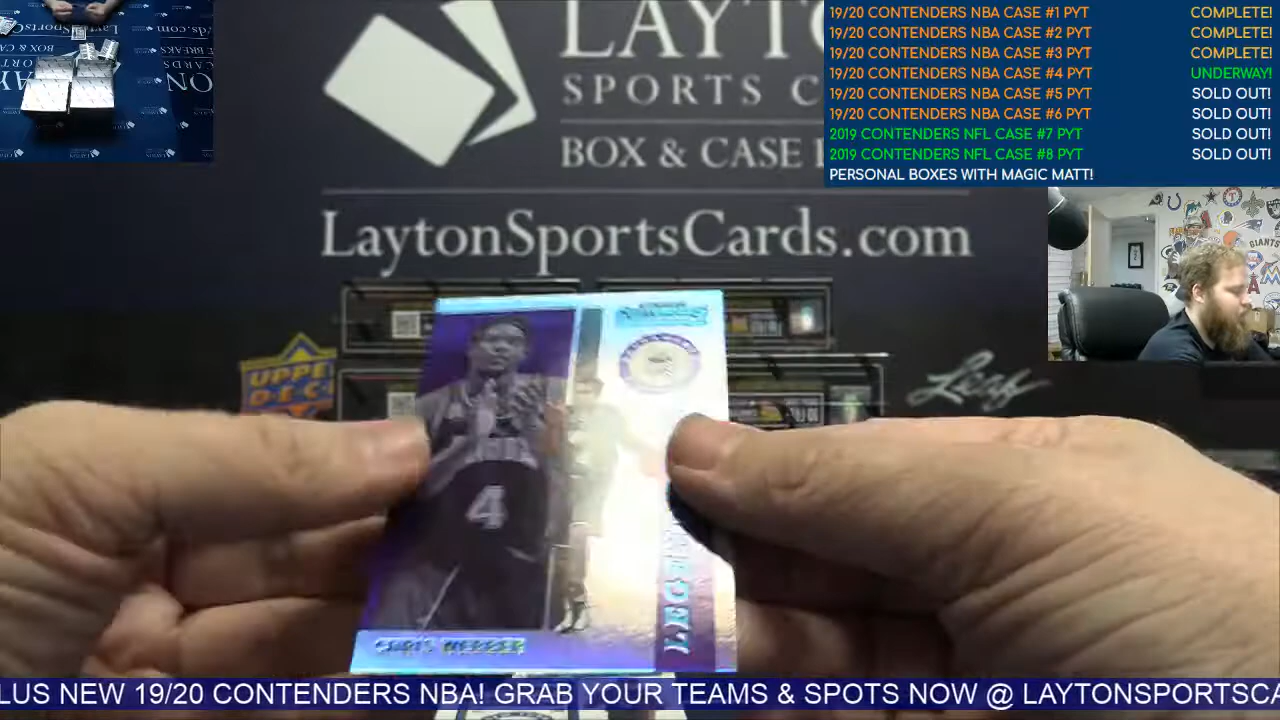 19/20 CONTENDERS NBA CASE #1 PYT COMPLETE!
19/20 CONTENDERS NBA CASE #2 PYT COMPLETE!
19/20 CONTENDERS NBA CASE #3 PYT COMPLETE!
19/20 CONTENDERS NBA CASE #4 PYT UNDERWAY!
19/20 CONTENDERS NBA CASE #5 PYT SOLD OUT!
19/20 CONTENDERS NBA CASE #6 PYT SOLD OUT!
2019 CONTENDERS NFL CASE #7 PYT SOLD OUT!
2019 CONTENDERS NFL CASE #8 PYT SOLD OUT!
PERSONAL BOXES WITH MAGIC MATT!
LAYTO
SPORTS C
BOX & CASE
LaytonSportsCards.com
UPPE
DEC
Leaf
GIANTS
4
CHRIS WEBBER
LUS NEW 19/20 CONTENDERS NBA! GRAB YOUR TEAMS & SPOTS NOW @ LAYTONSPORTSCA